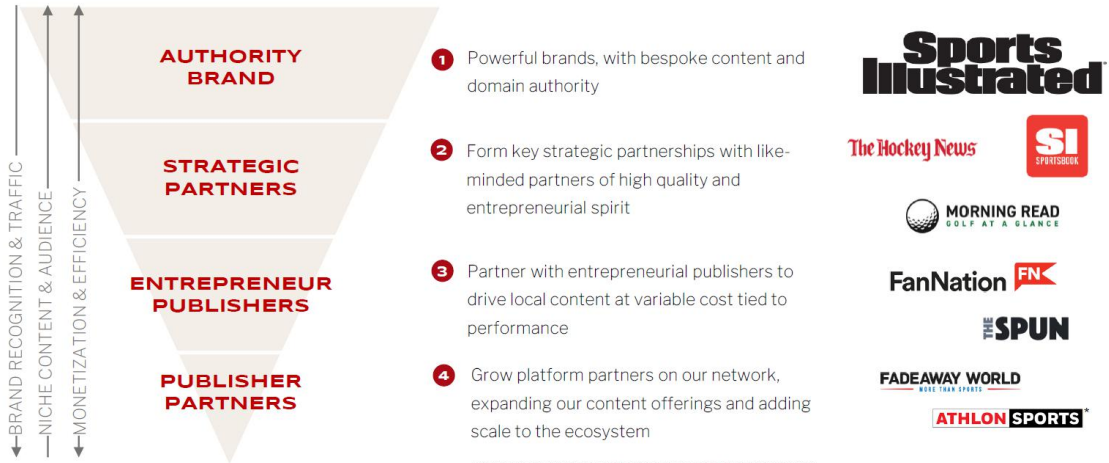 BRAND RECOGNITION & TRAFFIC
NICHE CONTENT & AUDIENCE
MONETIZATION & EFFICIENCY
AUTHORITY
BRAND
STRATEGIC
PARTNERS
ENTREPRENEUR
PUBLISHERS
PUBLISHER
PARTNERS
1 Powerful brands, with bespoke content and
domain authority
2 Form key strategic partnerships with like-
minded partners of high quality and
entrepreneurial spirit
3 Partner with entrepreneurial publishers to
drive local content at variable cost tied to
performance
4 Grow platform partners on our network,
expanding our content offerings and adding
scale to the ecosystem
Sports
Illustrated
The Hockey News
SI
SPORTSBOOK
MORNING READ
GOLF AT A GLANCE
FanNation FN
THE SPUN
FADEAWAY WORLD
MORE THAN SPORTS
ATHLON SPORTS*